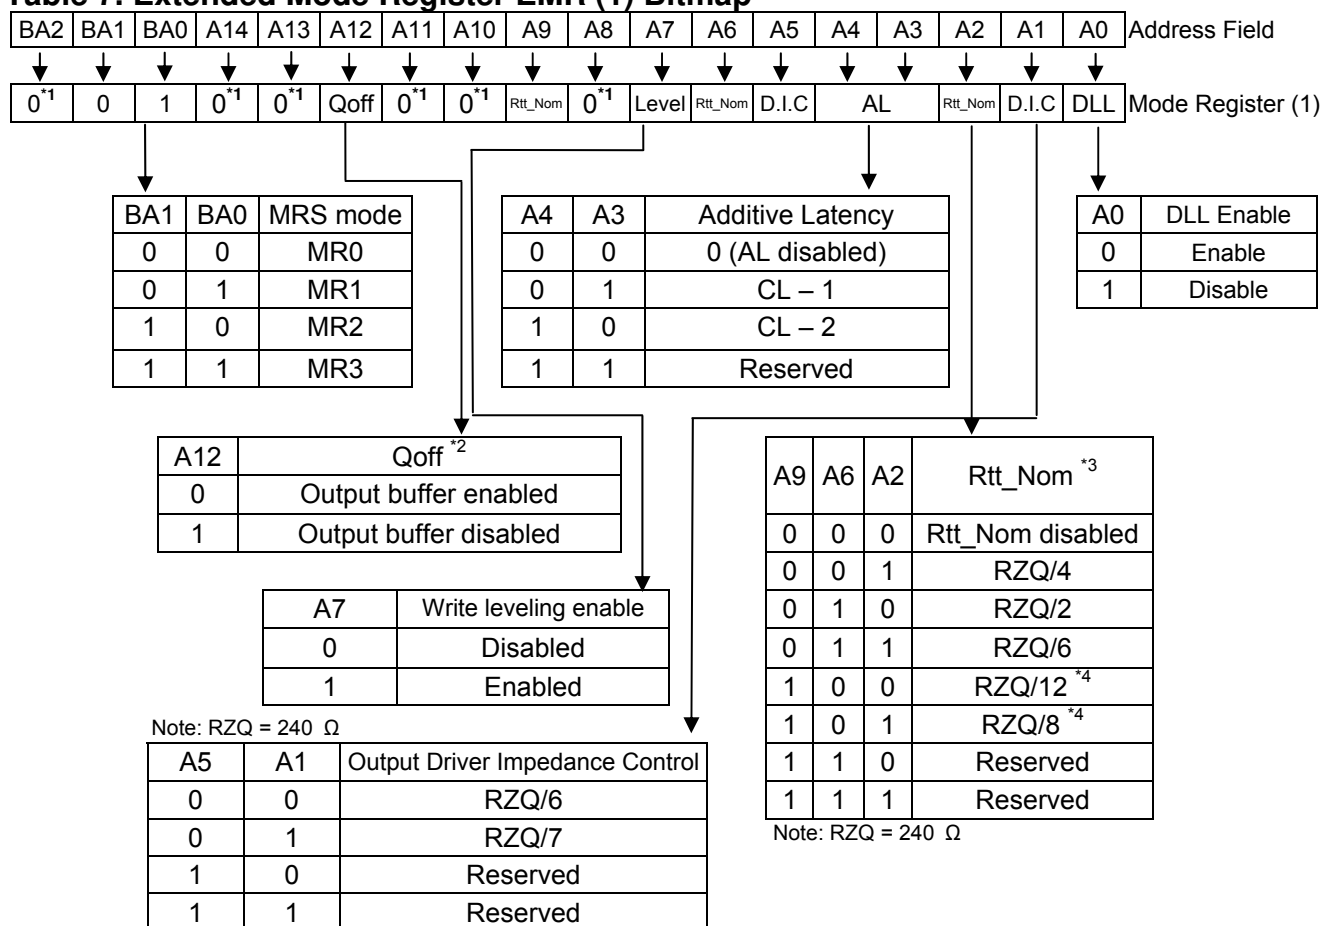 Table 7. Extended Mode Register EMR (1) Bitmap
BA2 BA1 BA0 A14 A13 A12 A11 A10 A9 A8 A7 A6 A5 A4 A3 A2 A1 A0 Address Field
0*1 0 1 0*1 0*1 Qoff 0*1 0*1 Rtt_Nom 0*1 Level Rtt_Nom D.I.C AL Rtt_Nom D.I.C DLL Mode Register (1)
BA1 BA0 MRS mode
0 0 MR0
0 1 MR1
1 0 MR2
1 1 MR3
A4 A3 Additive Latency
0 0 0 (AL disabled)
0 1 CL – 1
1 0 CL – 2
1 1 Reserved
A0 DLL Enable
0 Enable
1 Disable
A12 Qoff *2
0 Output buffer enabled
1 Output buffer disabled
A9 A6 A2 Rtt_Nom *3
0 0 0 Rtt_Nom disabled
0 0 1 RZQ/4
0 1 0 RZQ/2
0 1 1 RZQ/6
1 0 0 RZQ/12 *4
1 0 1 RZQ/8 *4
1 1 0 Reserved
1 1 1 Reserved
Note: RZQ = 240 Ω
A7 Write leveling enable
0 Disabled
1 Enabled
Note: RZQ = 240 Ω
A5 A1 Output Driver Impedance Control
0 0 RZQ/6
0 1 RZQ/7
1 0 Reserved
1 1 Reserved